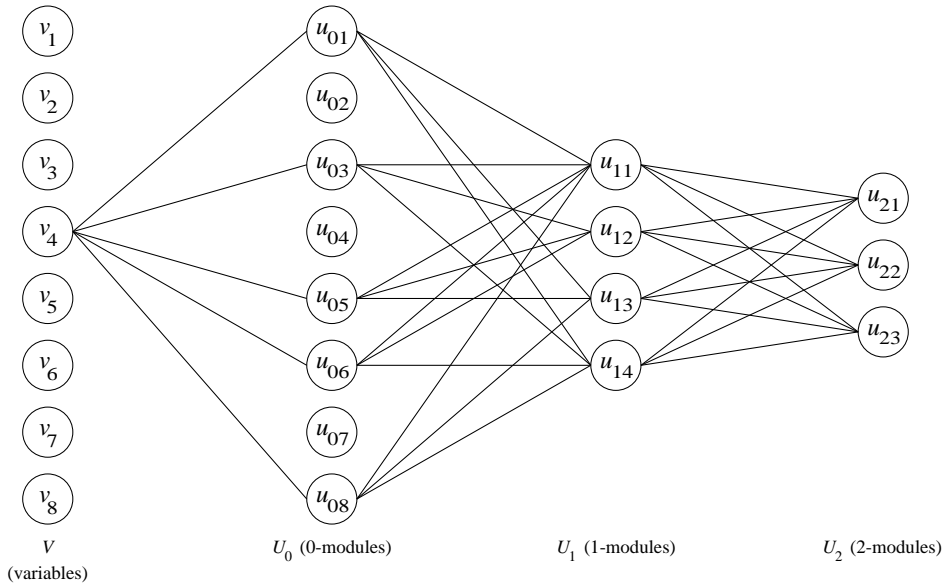 v1 u01
v2 u02
v3 u03 u11
u21
v4 u04 u12
u22
v5 u05 u13
u23
v6 u06 u14
v7 u07
v8 u08
V U0 (0-modules) U1 (1-modules) U2 (2-modules)
(variables)